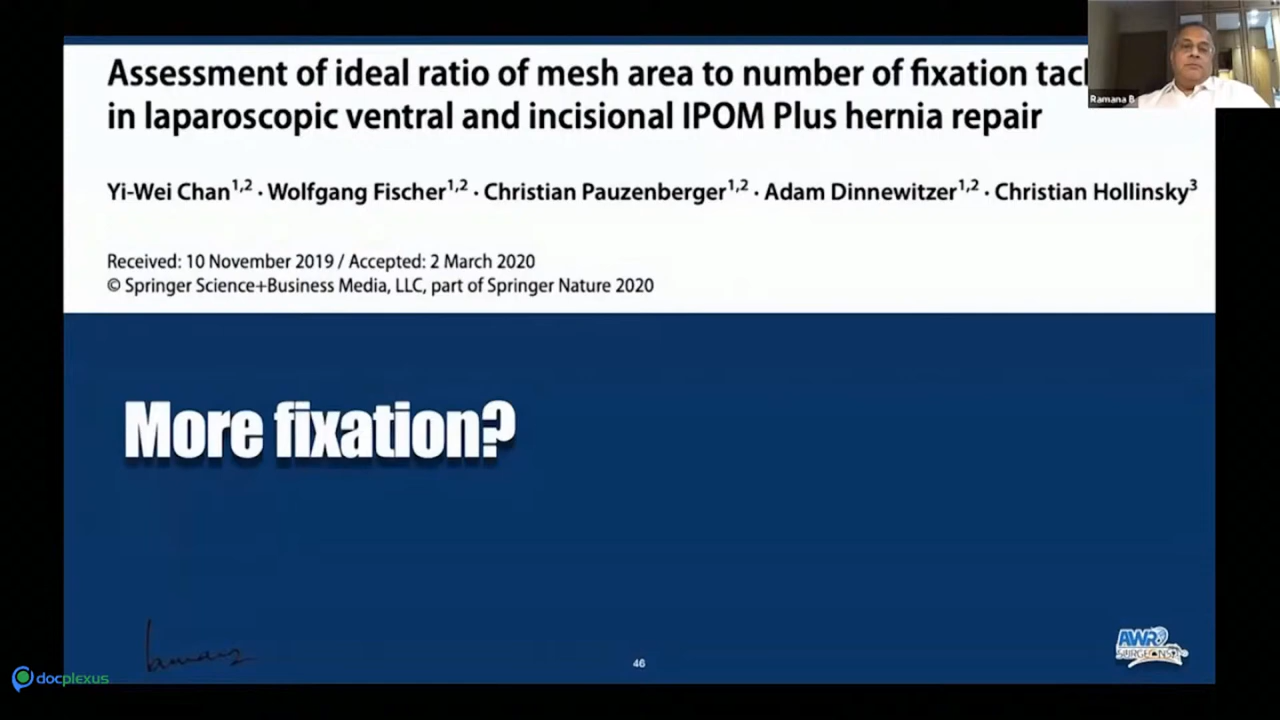 Assessment of ideal ratio of mesh area to number of fixation tac
in laparoscopic ventral and incisional IPOM Plus hernia repair
Ramana B
Yi-Wei Chan1,2 · Wolfgang Fischer1,2 · Christian Pauzenberger1,2 · Adam Dinnewitzer1,2 · Christian Hollinsky3
Received: 10 November 2019 / Accepted: 2 March 2020
© Springer Science+Business Media, LLC, part of Springer Nature 2020
More fixation?
46
AWR
SURGEONS
docplexus